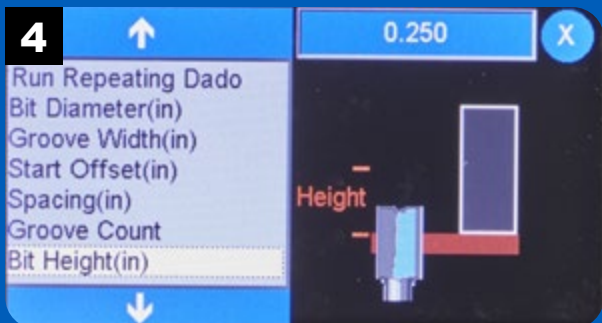 4
0.250
X
Run Repeating Dado
Bit Diameter(in)
Groove Width(in)
Start Offset(in)
Spacing(in)
Groove Count
Bit Height(in)
Height